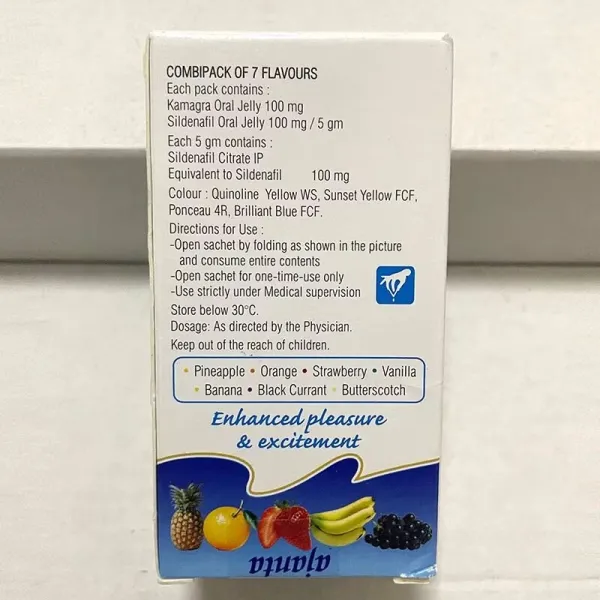 COMBIPACK OF 7 FLAVOURS
Each pack contains :
Kamagra Oral Jelly 100 mg
Sildenafil Oral Jelly 100 mg / 5 gm
Each 5 gm contains :
Sildenafil Citrate IP
Equivalent to Sildenafil 100 mg
Colour : Quinoline Yellow WS, Sunset Yellow FCF,
Ponceau 4R, Brilliant Blue FCF.
Directions for Use :
-Open sachet by folding as shown in the picture
and consume entire contents
-Open sachet for one-time-use only
-Use strictly under Medical supervision
Store below 30°C.
Dosage: As directed by the Physician.
Keep out of the reach of children.
• Pineapple • Orange • Strawberry • Vanilla
• Banana • Black Currant • Butterscotch
Enhanced pleasure
& excitement
ajanta